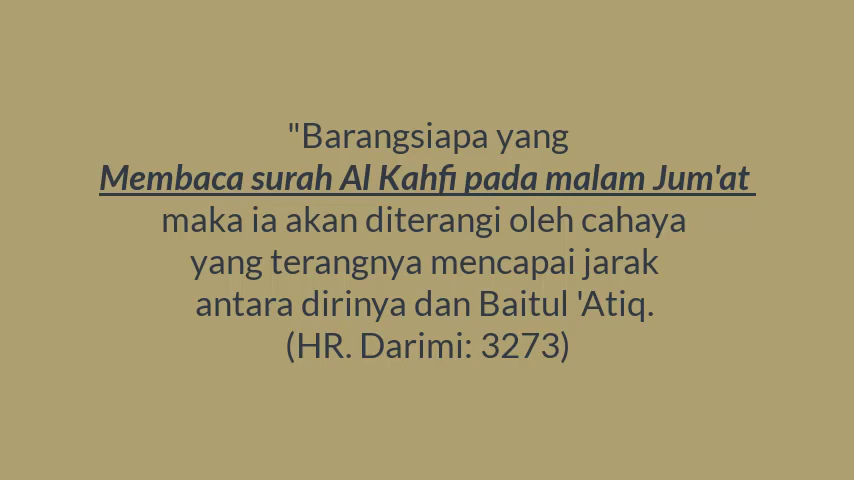 "Barangsiapa yang
Membaca surah Al Kahfi pada malam Jum'at
maka ia akan diterangi oleh cahaya
yang terangnya mencapai jarak
antara dirinya dan Baitul 'Atiq.
(HR. Darimi: 3273)